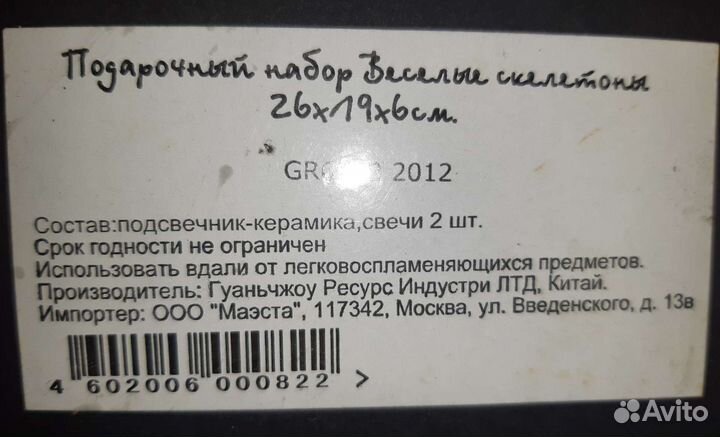 Подарочный набор Веселые скелетоны
26х19х6см.
2012
Состав:подсвечник-керамика,свечи 2 шт.
Срок годности не ограничен
Использовать вдали от легковоспламеняющихся предметов.
Производитель: Гуаньчжоу Ресурс Индустри ЛТД, Китай.
Импортер: ООО "Маэста", 117342, Москва, ул. Введенского, д. 13в
4 602006 000822 >
Avito